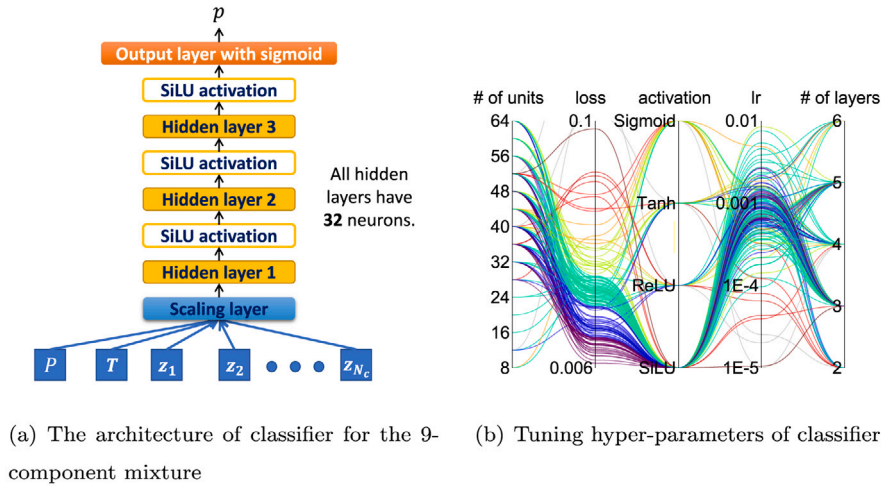 p
Output layer with sigmoid
SiLU activation
Hidden layer 3
SiLU activation
Hidden layer 2
SiLU activation
Hidden layer 1
Scaling layer
All hidden
layers have
32 neurons.
P T z₁ z₂ z_{N_c}
# of units loss activation lr # of layers
64 0.1 Sigmoid 0.01 6
56
48 5
Tanh 0.001
40 4
32
ReLU 1E-4
24 3
16
8 0.006 SiLU 1E-5 2
(a) The architecture of classifier for the 9-
component mixture
(b) Tuning hyper-parameters of classifier